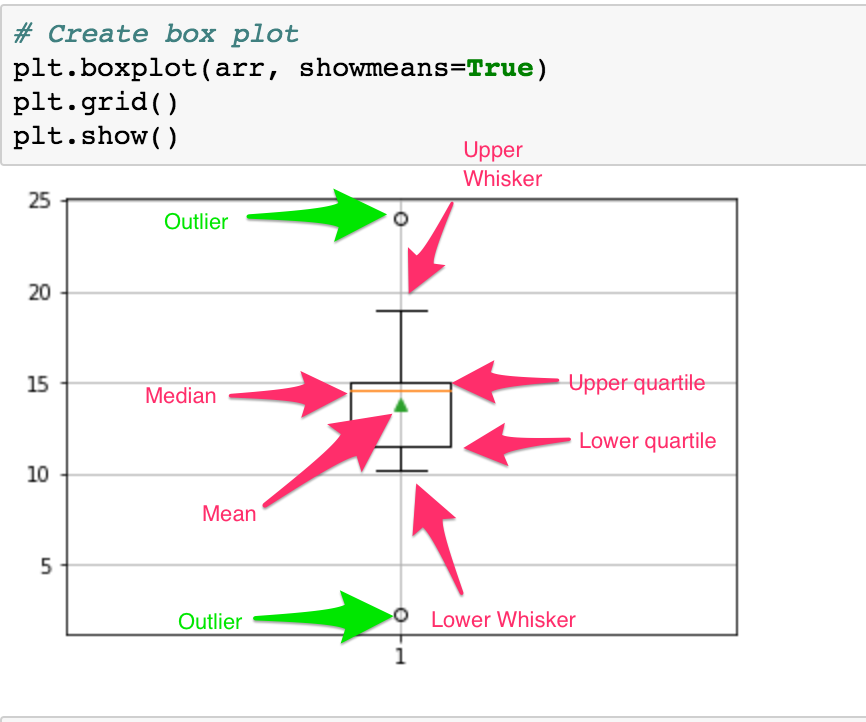 # Create box plot
plt.boxplot(arr, showmeans=True)
plt.grid()
plt.show()
Upper
Whisker
25
Outlier
20
15
Median
Upper quartile
Lower quartile
10
Mean
5
Outlier
Lower Whisker
1